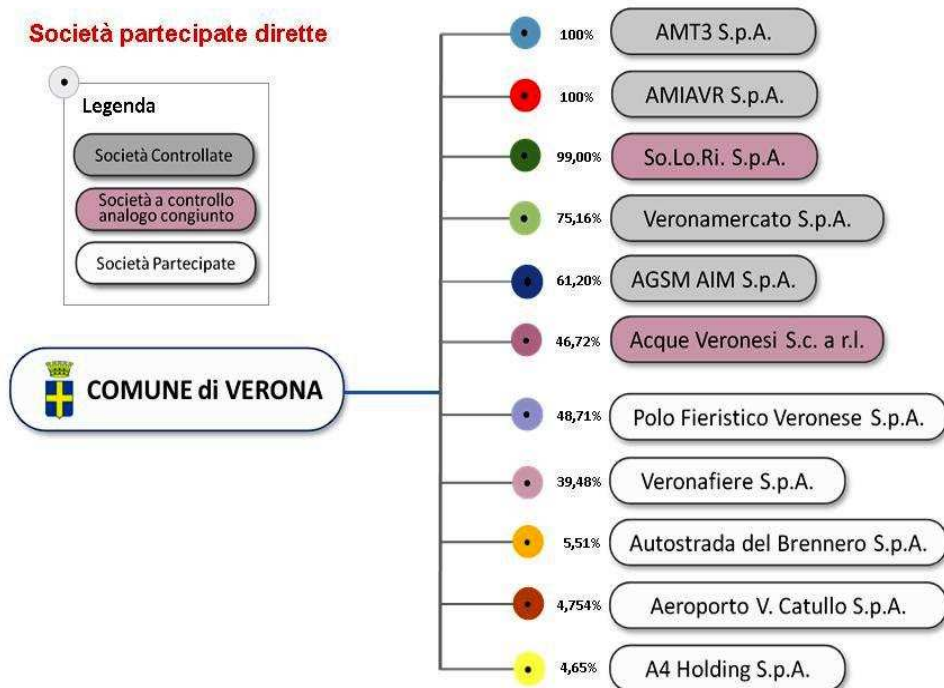 Società partecipate dirette
Legenda
Società Controllate
Società a controllo
analogo congiunto
Società Partecipate
COMUNE di VERONA
100% AMT3 S.p.A.
100% AMIAVR S.p.A.
99,00% So.Lo.Ri. S.p.A.
75,16% Veronamercato S.p.A.
61,20% AGSM AIM S.p.A.
46,72% Acque Veronesi S.c. a r.l.
48,71% Polo Fieristico Veronese S.p.A.
39,48% Veronafiere S.p.A.
5,51% Autostrada del Brennero S.p.A.
4,754% Aeroporto V. Catullo S.p.A.
4,65% A4 Holding S.p.A.